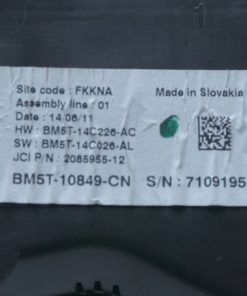 Site code : FKKNA
Assembly line : 01 Made in Slovakia
Date : 14/06/11
HW : BM5T-14C226-AC
SW : BM5T-14C026-AL
JCI P/N : 2085955-12
BM5T-10849-CN S/N : 7109195